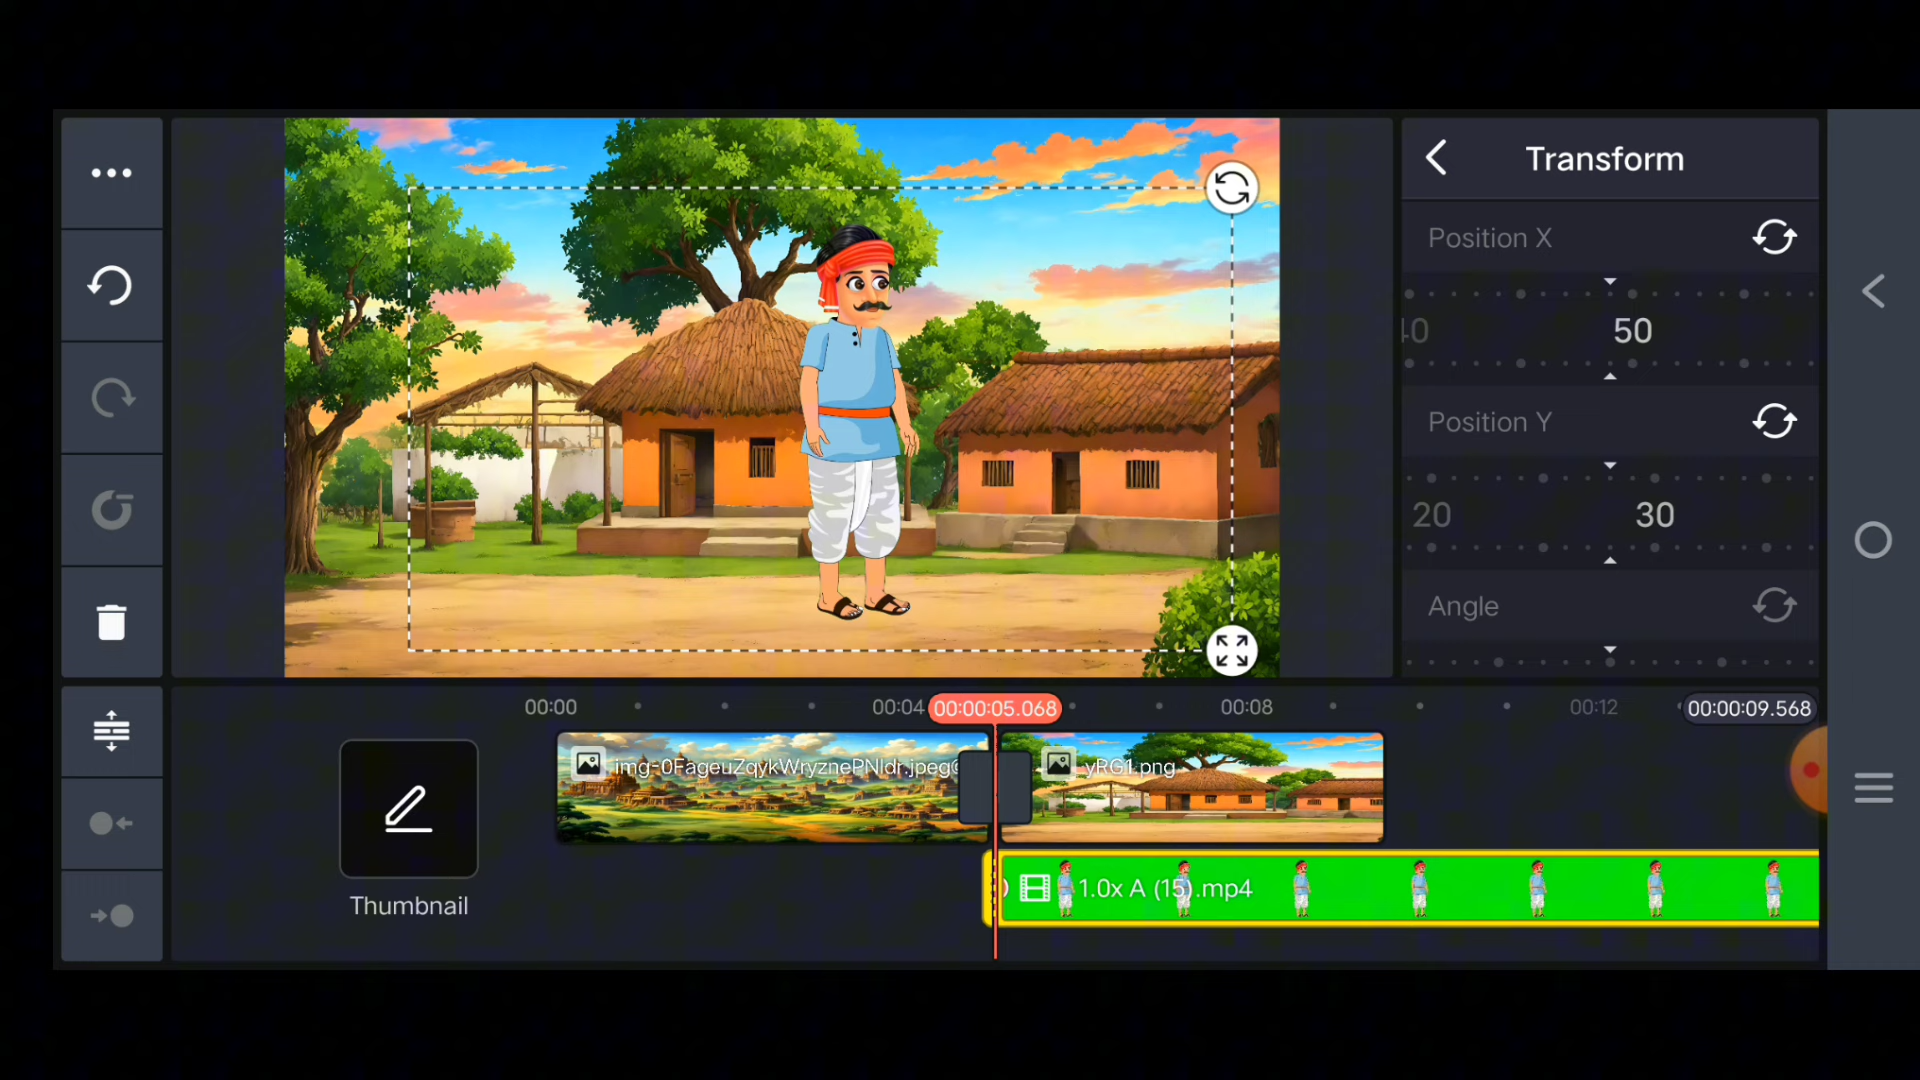 Transform
Position X
50
Position Y
20 30
Angle
00:00 00:04 00:00:05.068 00:08 00:12 00:00:09.568
img-0FageuZqykWryznePNldr.jpeg
yRG1.png
1.0x A (15).mp4
Thumbnail